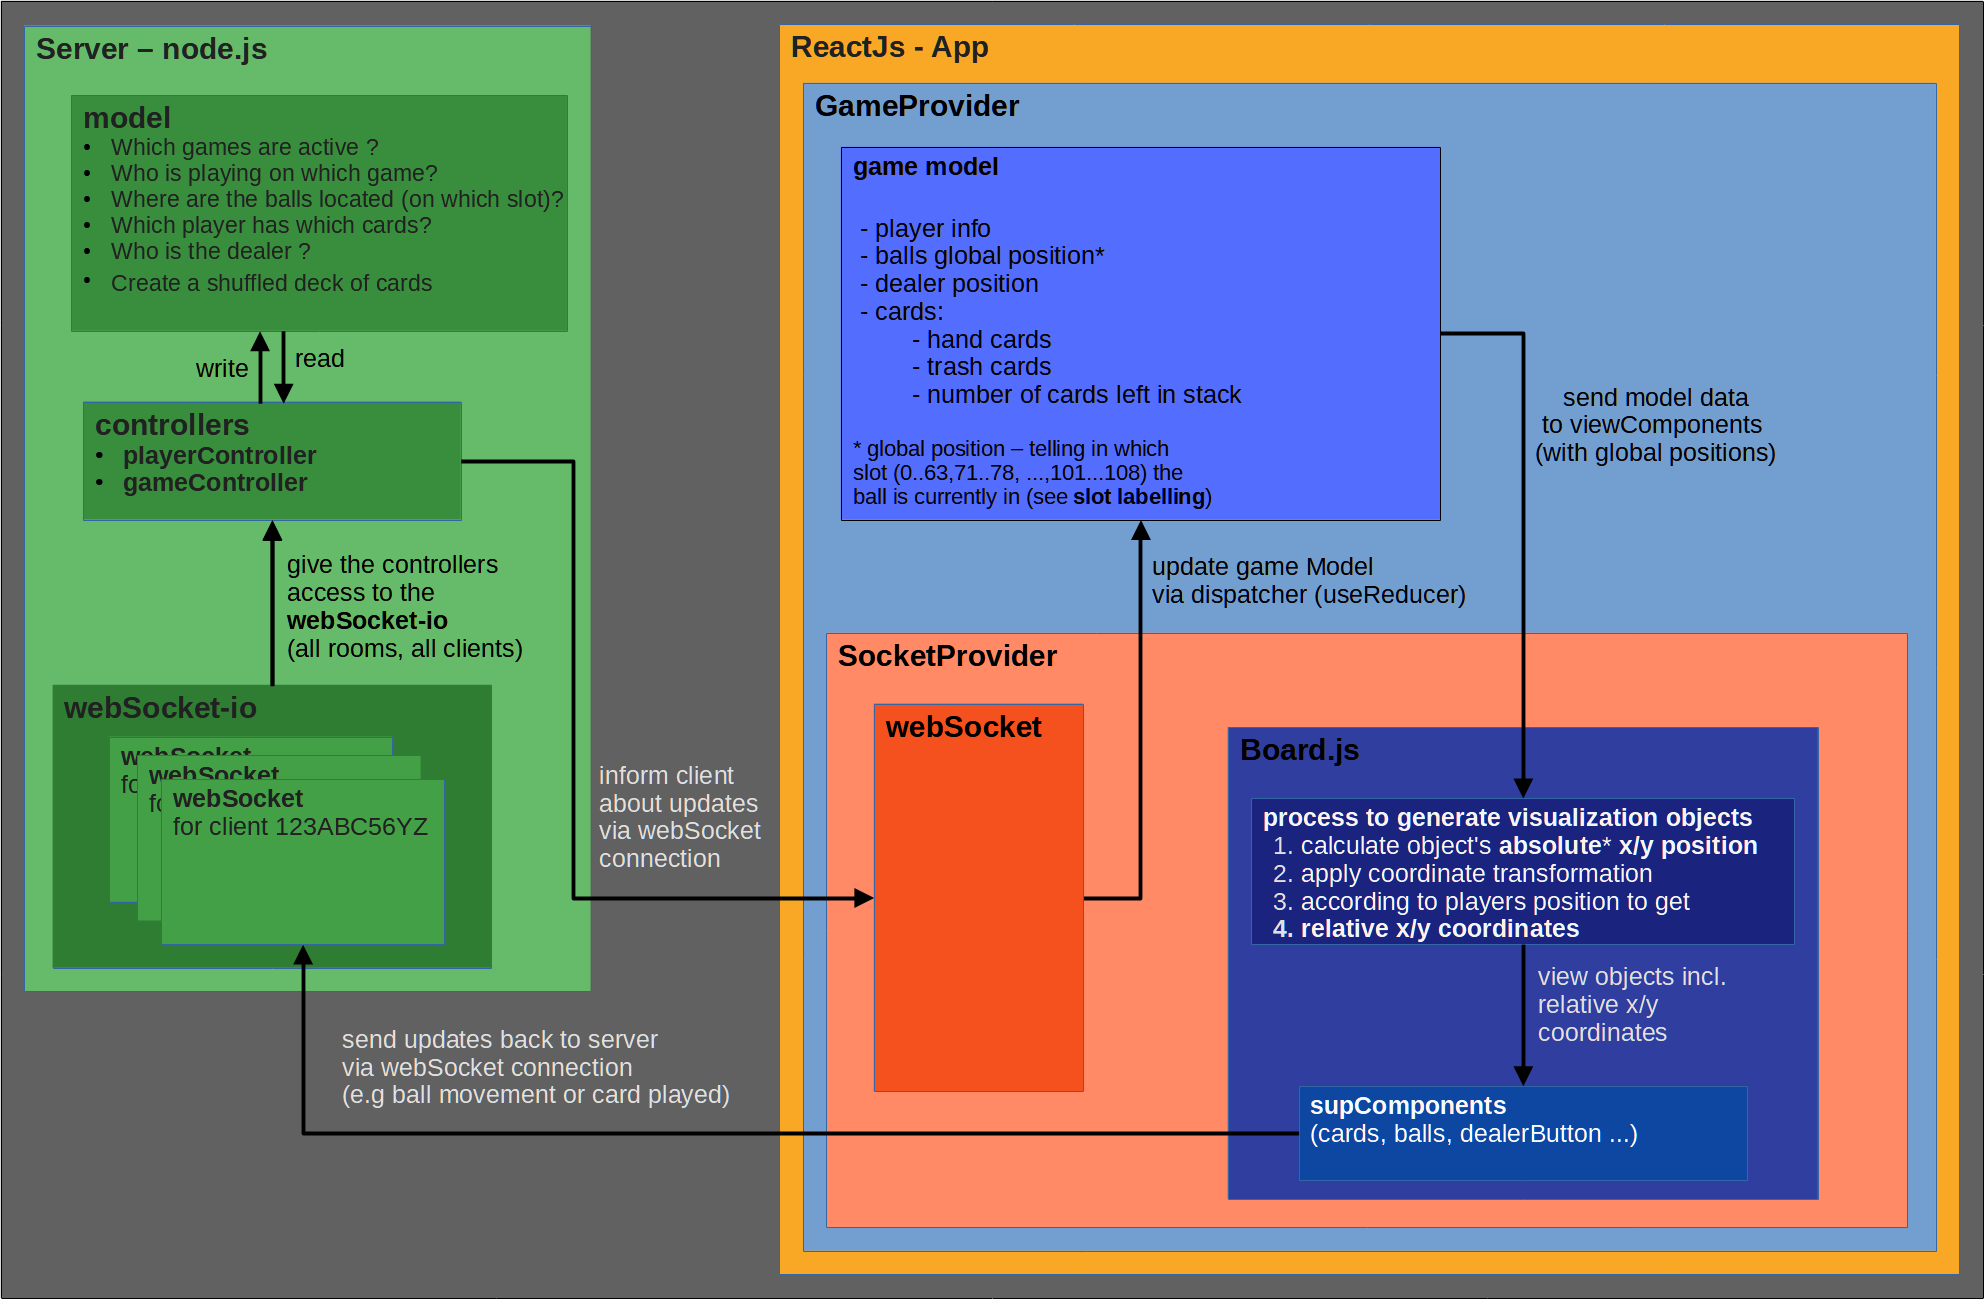 Server – node.js
model
• Which games are active ?
• Who is playing on which game?
• Where are the balls located (on which slot)?
• Which player has which cards?
• Who is the dealer ?
• Create a shuffled deck of cards
write
read
controllers
• playerController
• gameController
give the controllers
access to the
webSocket-io
(all rooms, all clients)
webSocket-io
webSocket
fo
webSocket
fo
webSocket
for client 123ABC56YZ
inform client
about updates
via webSocket
connection
send updates back to server
via webSocket connection
(e.g ball movement or card played)
ReactJs - App
GameProvider
game model
- player info
- balls global position*
- dealer position
- cards:
- hand cards
- trash cards
- number of cards left in stack
* global position – telling in which
slot (0..63,71..78, ...,101...108) the
ball is currently in (see slot labelling)
send model data
to viewComponents
(with global positions)
update game Model
via dispatcher (useReducer)
SocketProvider
webSocket
Board.js
process to generate visualization objects
1. calculate object's absolute* x/y position
2. apply coordinate transformation
3. according to players position to get
4. relative x/y coordinates
view objects incl.
relative x/y
coordinates
supComponents
(cards, balls, dealerButton ...)